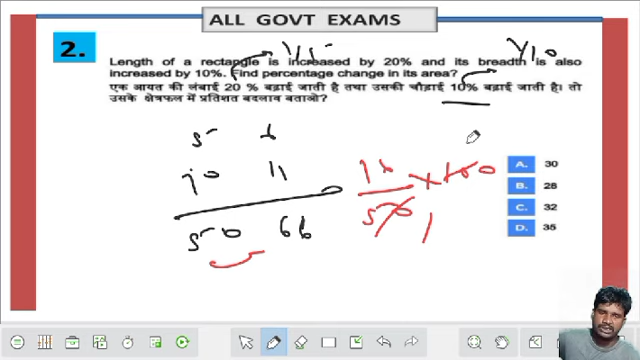 ALL GOVT EXAMS
2.
1/5
1/10
Length of a rectangle is increased by 20% and its breadth is also
increased by 10%. Find percentage change in its area?
एक आयत की लंबाई 20 % बढ़ाई जाती है तथा उसकी चौड़ाई 10% बढ़ाई जाती है। तो
उसके क्षेत्रफल में प्रतिशत बदलाव बताओ?
5 6
10 11
50 66
16 × 100
50 1
A. 30
B. 28
C. 32
D. 35